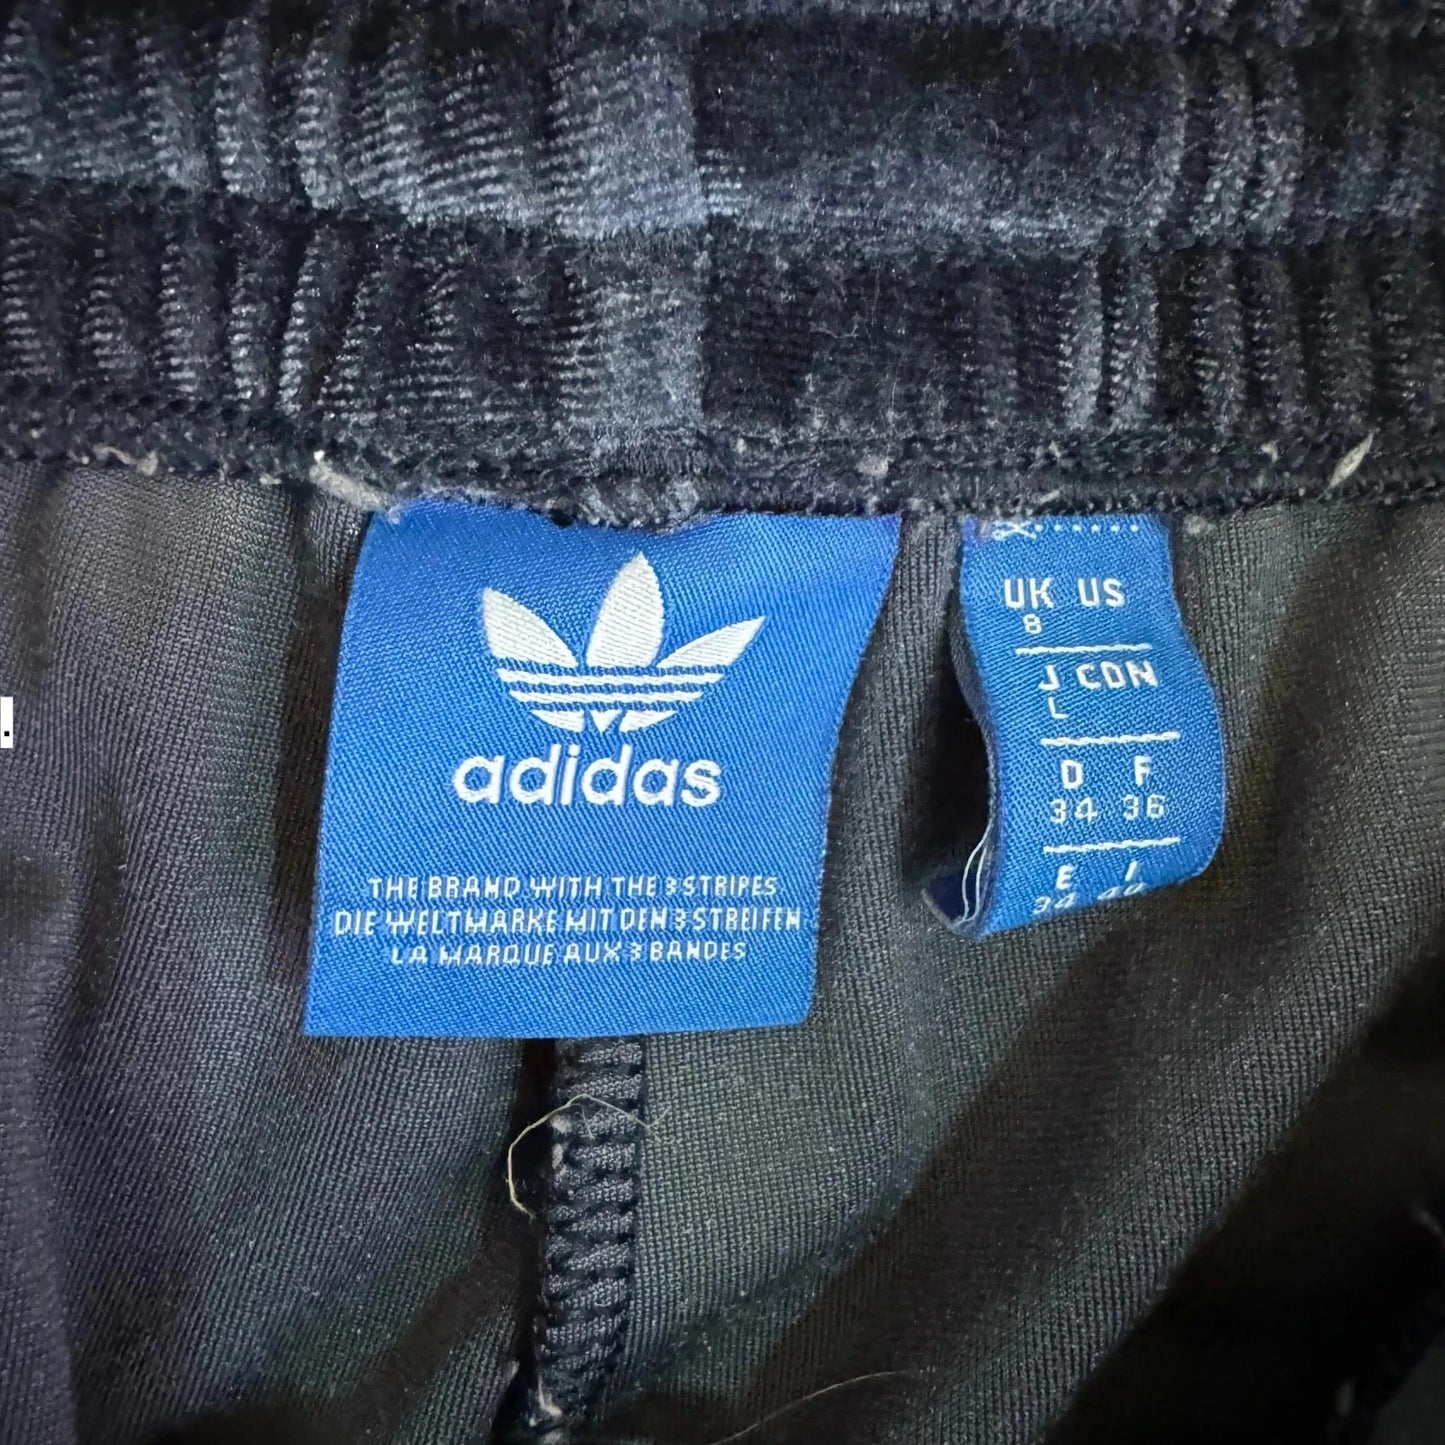 adidas
THE BRAND WITH THE 3 STRIPES
DIE WELTMARKE MIT DEN 3 STREIFEN
LA MARQUE AUX 3 BANDES
UK US
8
J CDN
L
D F
34 36
E I
34
.